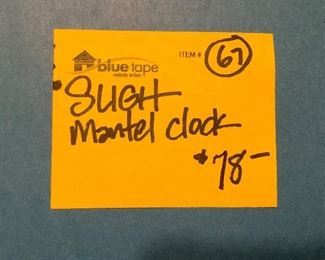 blue tape
estate sales
ITEM # 67
SLIGH
Mantel Clock
$78-